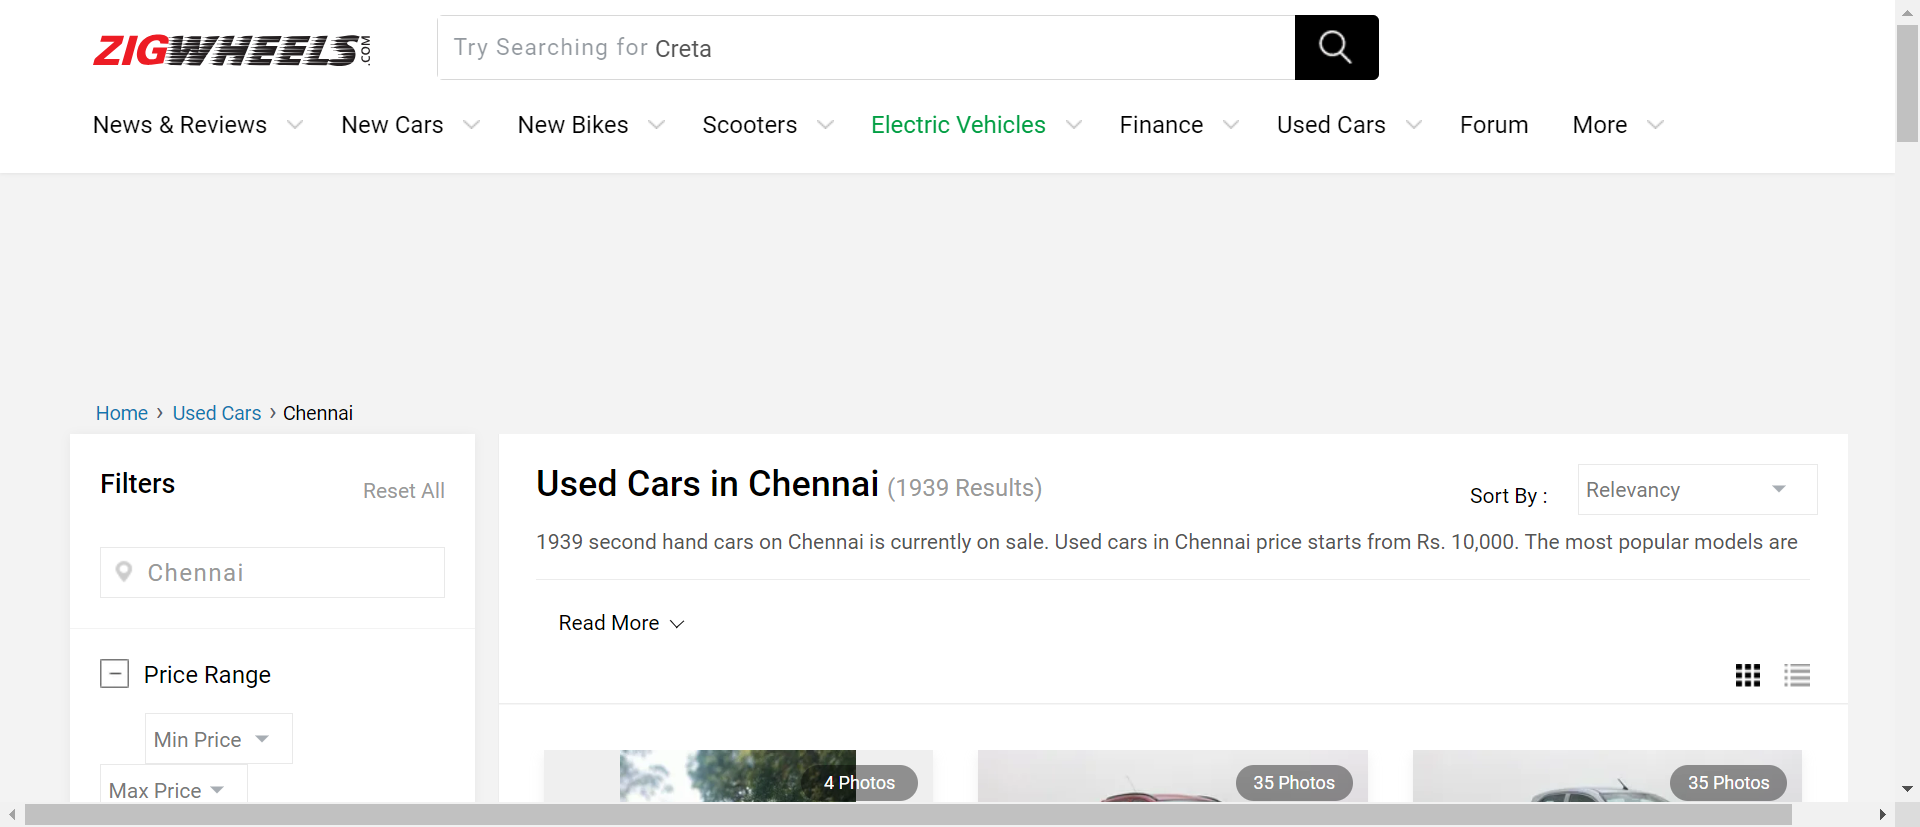 ZIGWHEELS.COM
Try Searching for Creta
News & Reviews
New Cars
New Bikes
Scooters
Electric Vehicles
Finance
Used Cars
Forum
More
Home › Used Cars › Chennai
Filters
Reset All
Chennai
Price Range
Min Price
Max Price
Used Cars in Chennai (1939 Results)
Sort By :
Relevancy
1939 second hand cars on Chennai is currently on sale. Used cars in Chennai price starts from Rs. 10,000. The most popular models are
Read More
4 Photos
35 Photos
35 Photos